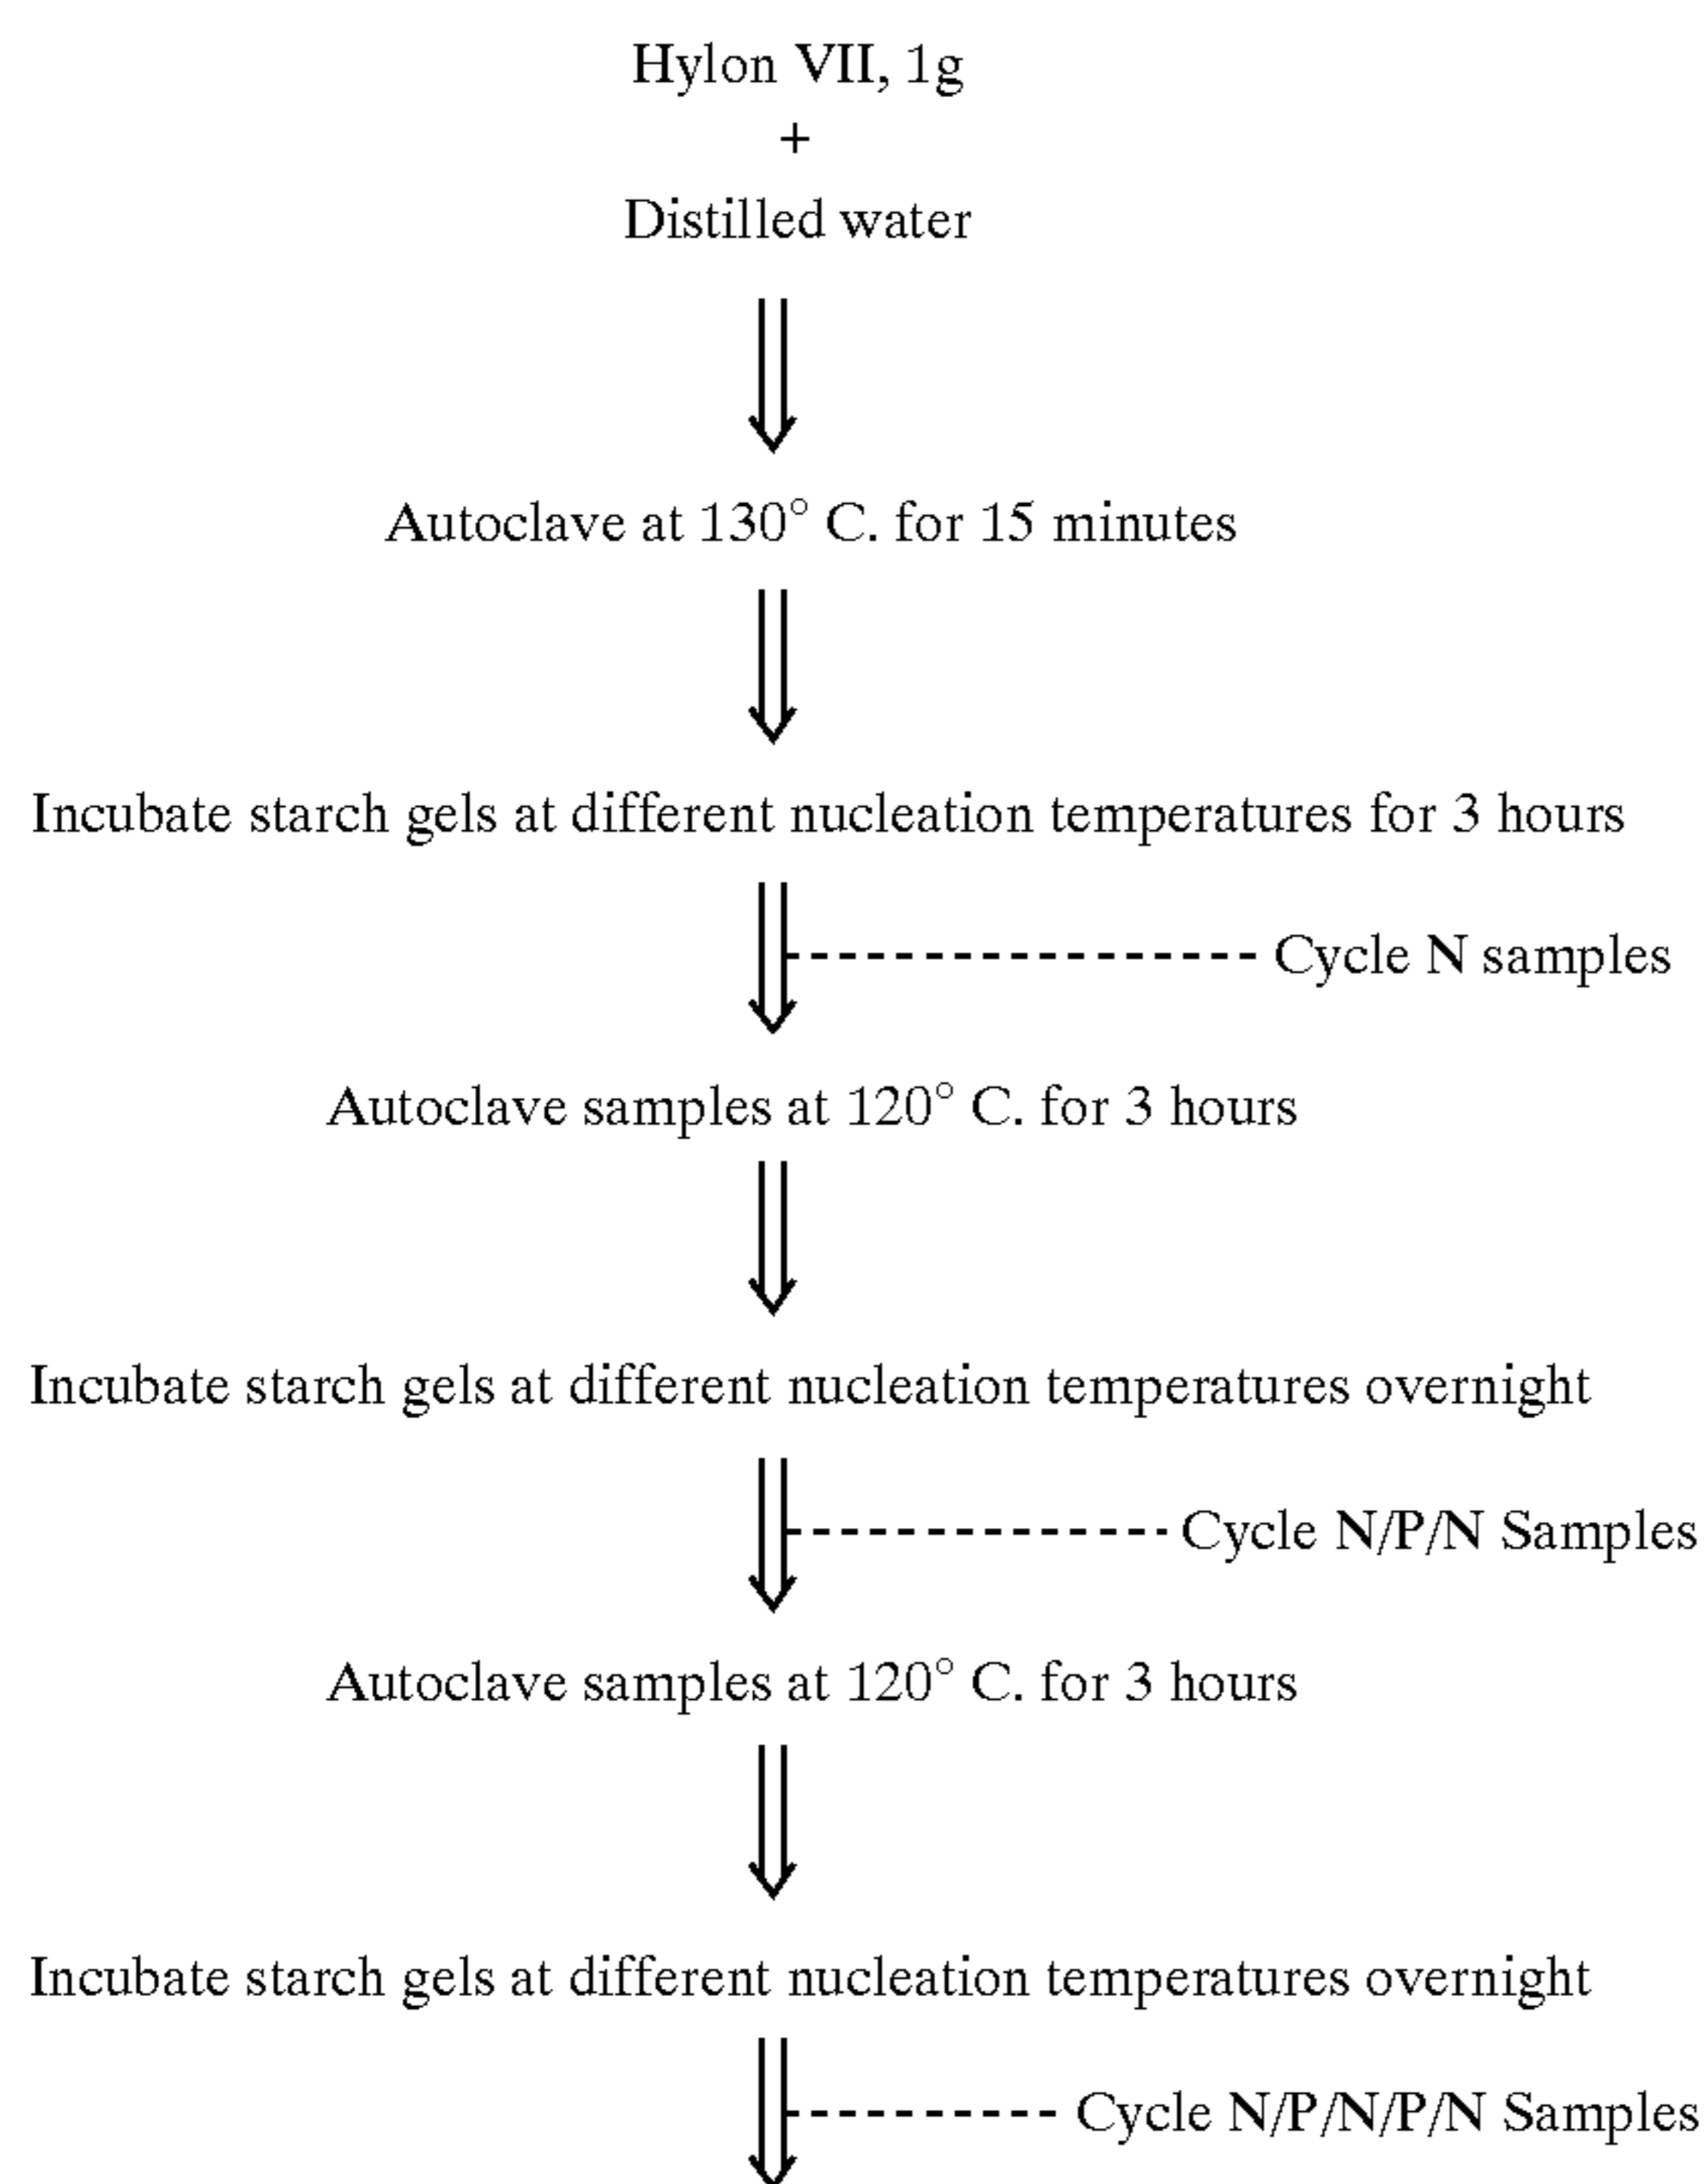 Hylon VII, 1g
+
Distilled water
Autoclave at 130° C. for 15 minutes
Incubate starch gels at different nucleation temperatures for 3 hours
Cycle N samples
Autoclave samples at 120° C. for 3 hours
Incubate starch gels at different nucleation temperatures overnight
Cycle N/P/N Samples
Autoclave samples at 120° C. for 3 hours
Incubate starch gels at different nucleation temperatures overnight
Cycle N/P/N/P/N Samples